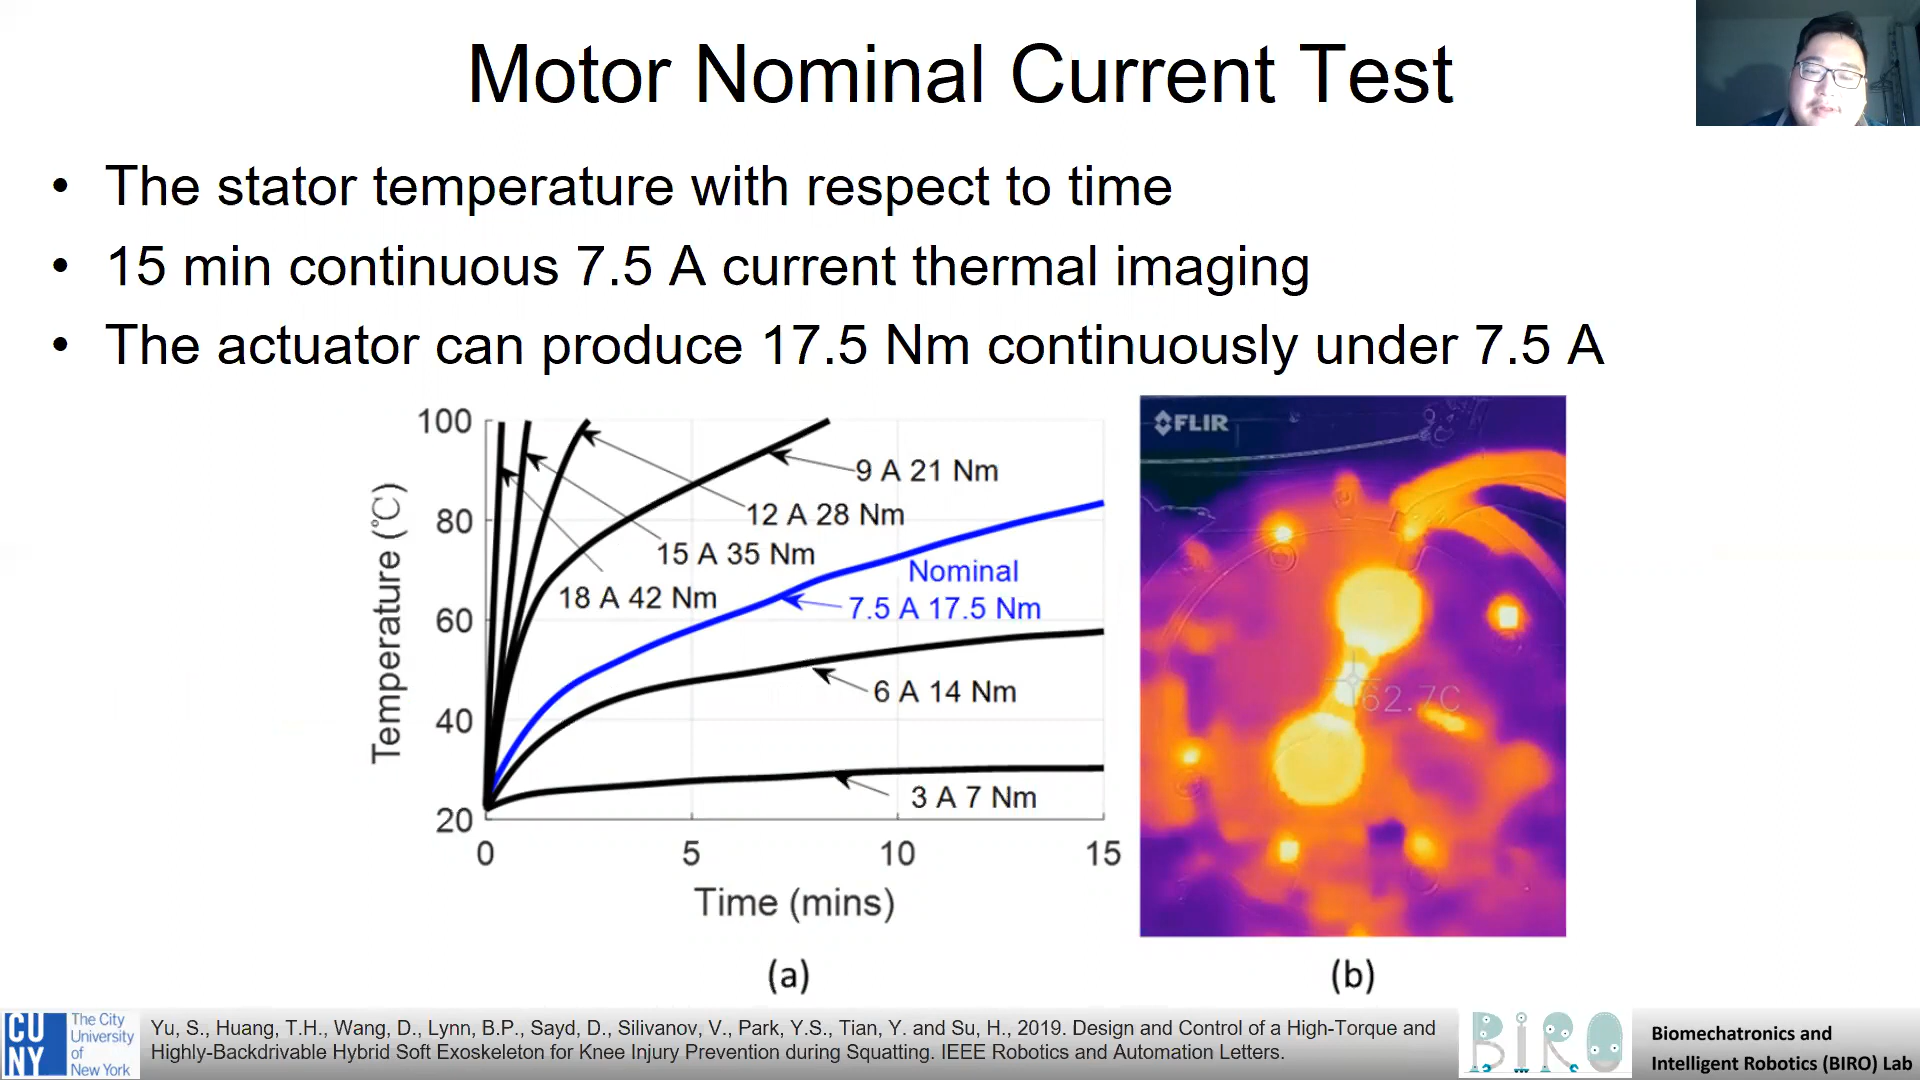 Motor Nominal Current Test
• The stator temperature with respect to time
• 15 min continuous 7.5 A current thermal imaging
• The actuator can produce 17.5 Nm continuously under 7.5 A
100
80
60
40
20
0
5
10
15
Temperature (℃)
Time (mins)
9 A 21 Nm
12 A 28 Nm
15 A 35 Nm
18 A 42 Nm
Nominal
7.5 A 17.5 Nm
6 A 14 Nm
3 A 7 Nm
(a)
FLIR
62.7C
(b)
CU
NY
The City
University
of
New York
Yu, S., Huang, T.H., Wang, D., Lynn, B.P., Sayd, D., Silivanov, V., Park, Y.S., Tian, Y. and Su, H., 2019. Design and Control of a High-Torque and
Highly-Backdrivable Hybrid Soft Exoskeleton for Knee Injury Prevention during Squatting. IEEE Robotics and Automation Letters.
BiRO
Biomechatronics and
Intelligent Robotics (BIRO) Lab